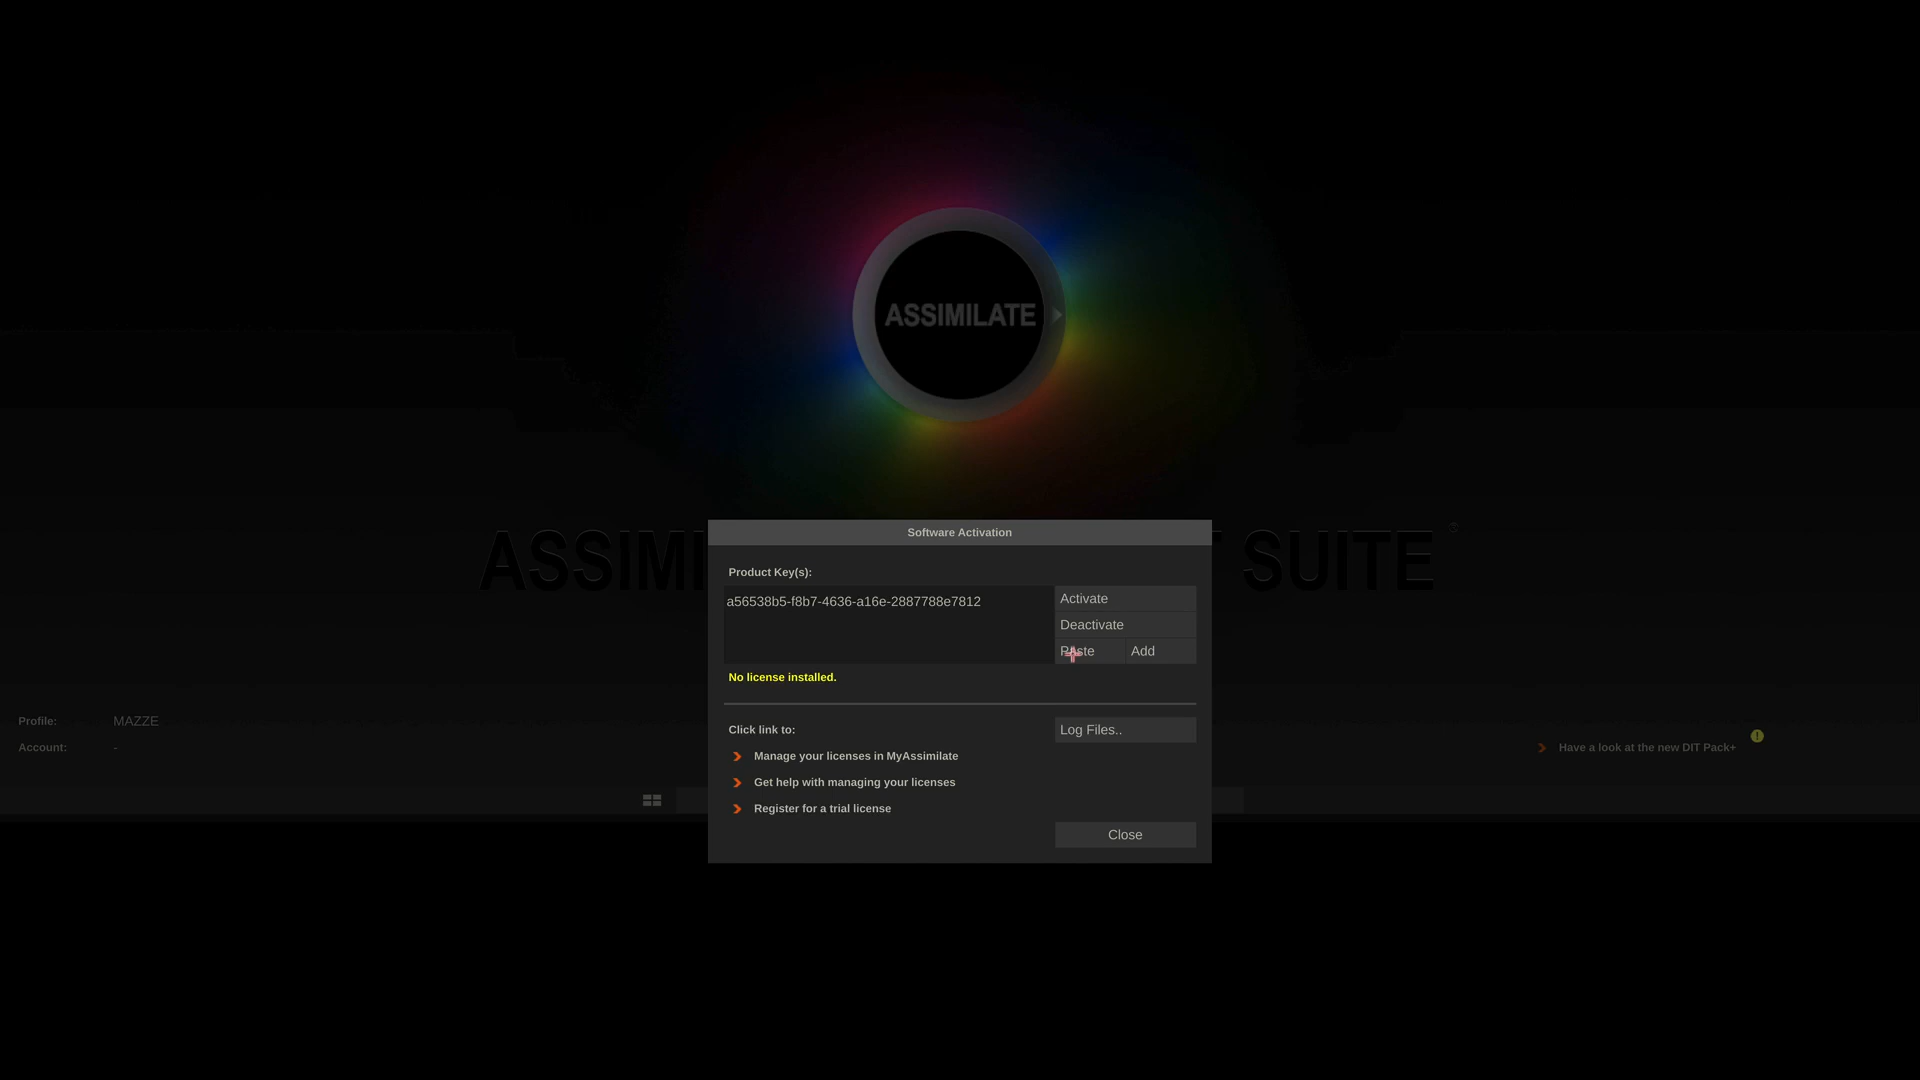 ASSIMILATE
ASSIMI
SUITE
Software Activation
Product Key(s):
a56538b5-f8b7-4636-a16e-2887788e7812
Activate
Deactivate
Paste
Add
No license installed.
Click link to:
Log Files..
Manage your licenses in MyAssimilate
Get help with managing your licenses
Register for a trial license
Close
Profile: MAZZE
Account: -
Have a look at the new DIT Pack+